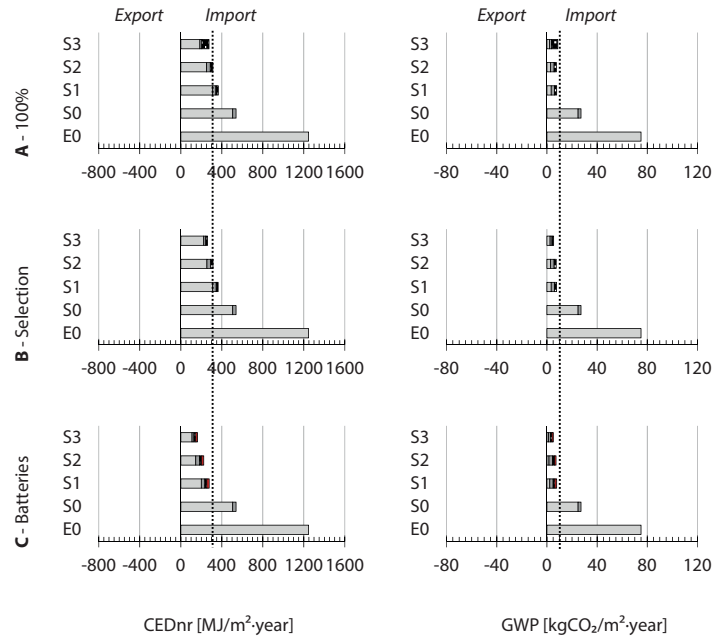 Export Import Export Import
A - 100%
S3 S3
S2 S2
S1 S1
S0 S0
E0 E0
-800 -400 0 400 800 1200 1600 -80 -40 0 40 80 120
B - Selection
S3 S3
S2 S2
S1 S1
S0 S0
E0 E0
-800 -400 0 400 800 1200 1600 -80 -40 0 40 80 120
C - Batteries
S3 S3
S2 S2
S1 S1
S0 S0
E0 E0
-800 -400 0 400 800 1200 1600 -80 -40 0 40 80 120
CEDnr [MJ/m²·year] GWP [kgCO₂/m²·year]